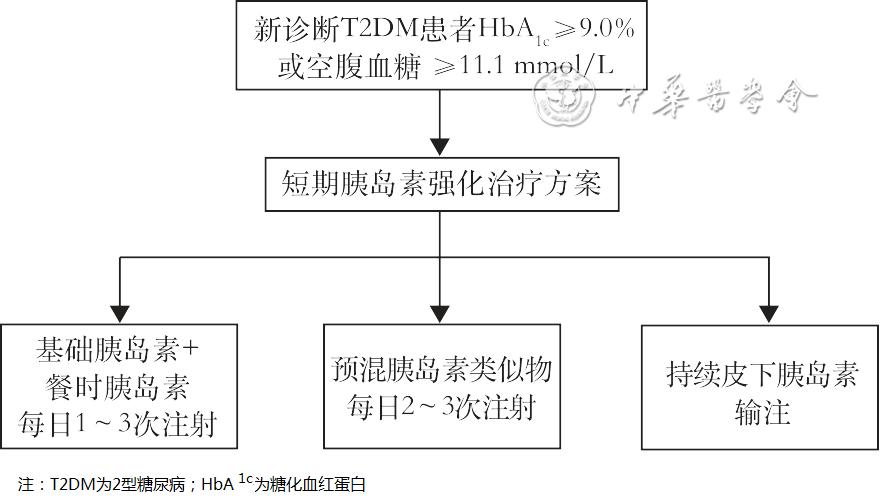 新诊断T2DM患者HbA1c≥9.0%
或空腹血糖 ≥11.1 mmol/L
中华医学会
短期胰岛素强化治疗方案
基础胰岛素+
餐时胰岛素
每日1～3次注射
预混胰岛素类似物
每日2～3次注射
持续皮下胰岛素
输注
注：T2DM为2型糖尿病；HbA 1c为糖化血红蛋白